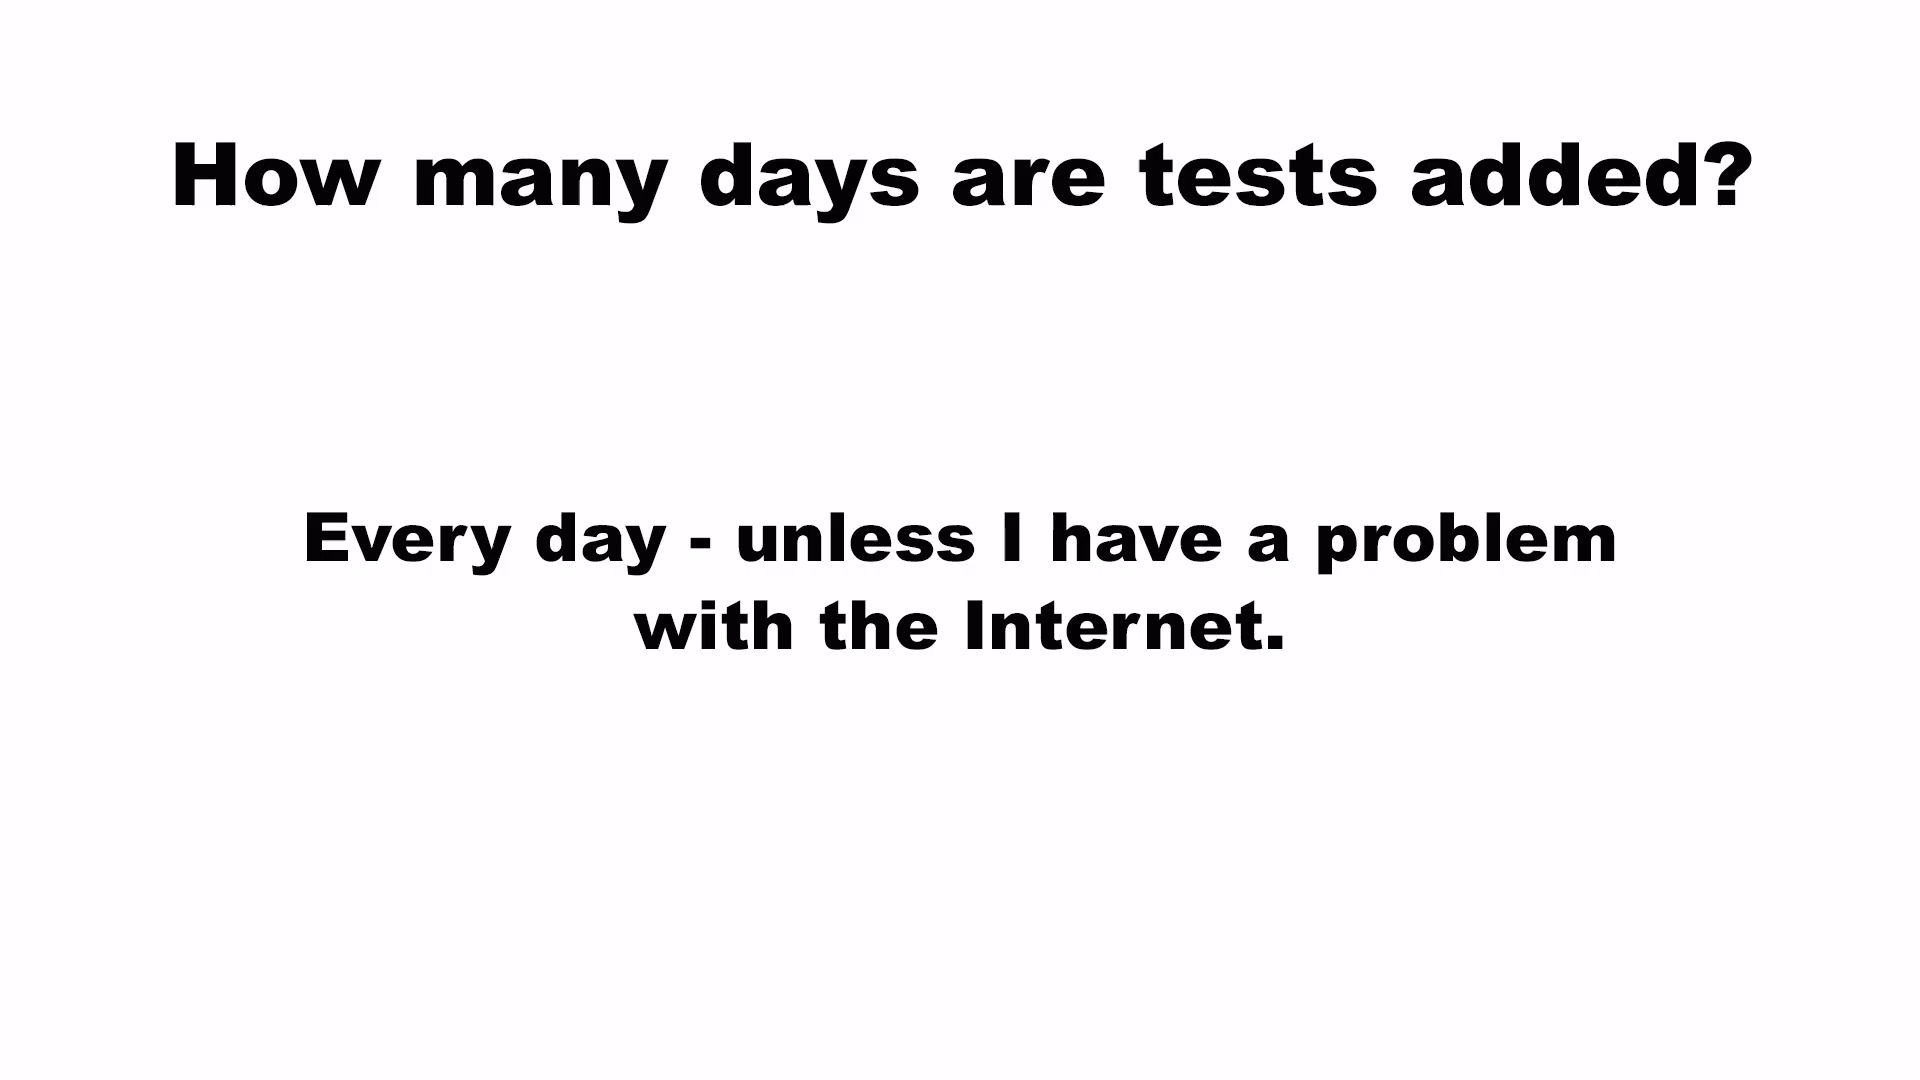 How many days are tests added?
Every day - unless I have a problem
with the Internet.